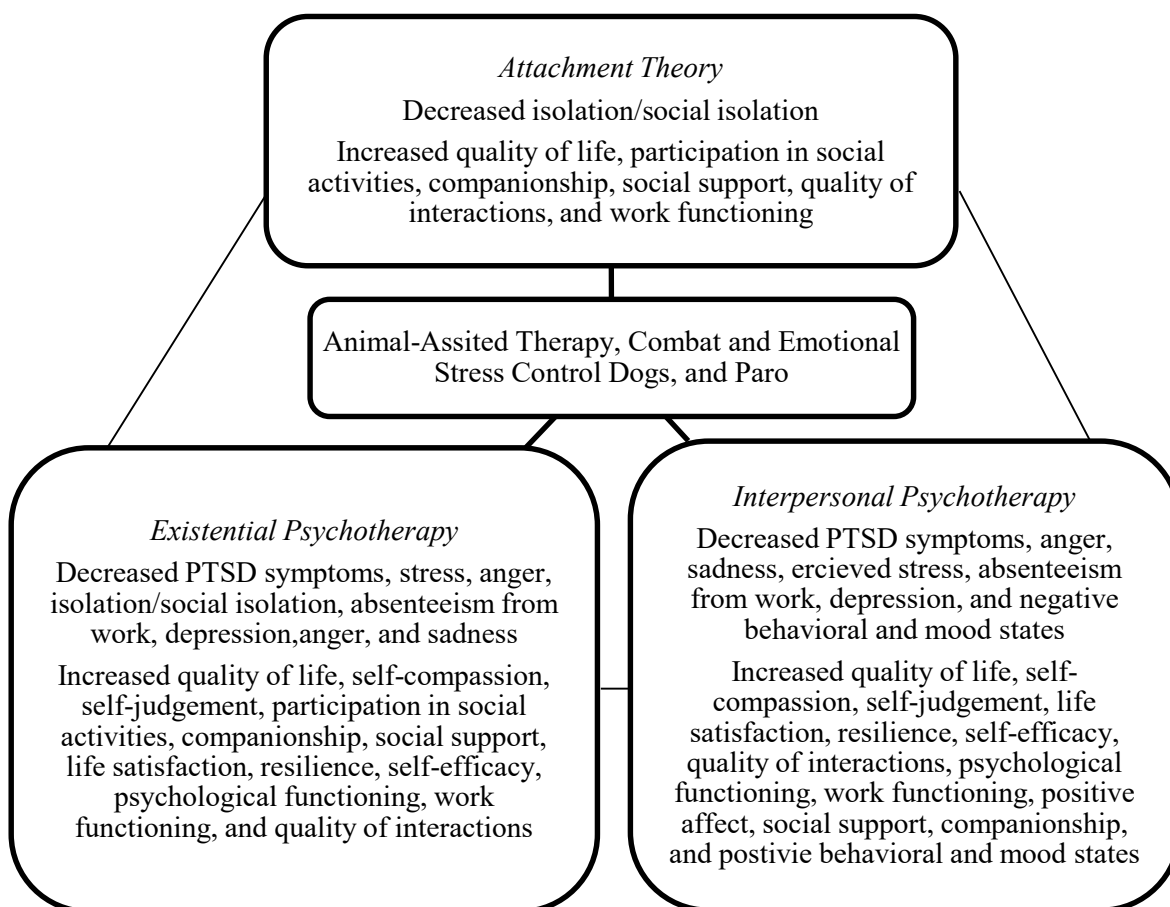 Attachment Theory
Decreased isolation/social isolation
Increased quality of life, participation in social
activities, companionship, social support, quality of
interactions, and work functioning
Animal-Assited Therapy, Combat and Emotional
Stress Control Dogs, and Paro
Existential Psychotherapy
Decreased PTSD symptoms, stress, anger,
isolation/social isolation, absenteeism from
work, depression,anger, and sadness
Increased quality of life, self-compassion,
self-judgement, participation in social
activities, companionship, social support,
life satisfaction, resilience, self-efficacy,
psychological functioning, work
functioning, and quality of interactions
Interpersonal Psychotherapy
Decreased PTSD symptoms, anger,
sadness, ercieved stress, absenteeism
from work, depression, and negative
behavioral and mood states
Increased quality of life, self-
compassion, self-judgement, life
satisfaction, resilience, self-efficacy,
quality of interactions, psychological
functioning, work functioning, positive
affect, social support, companionship,
and postivie behavioral and mood states